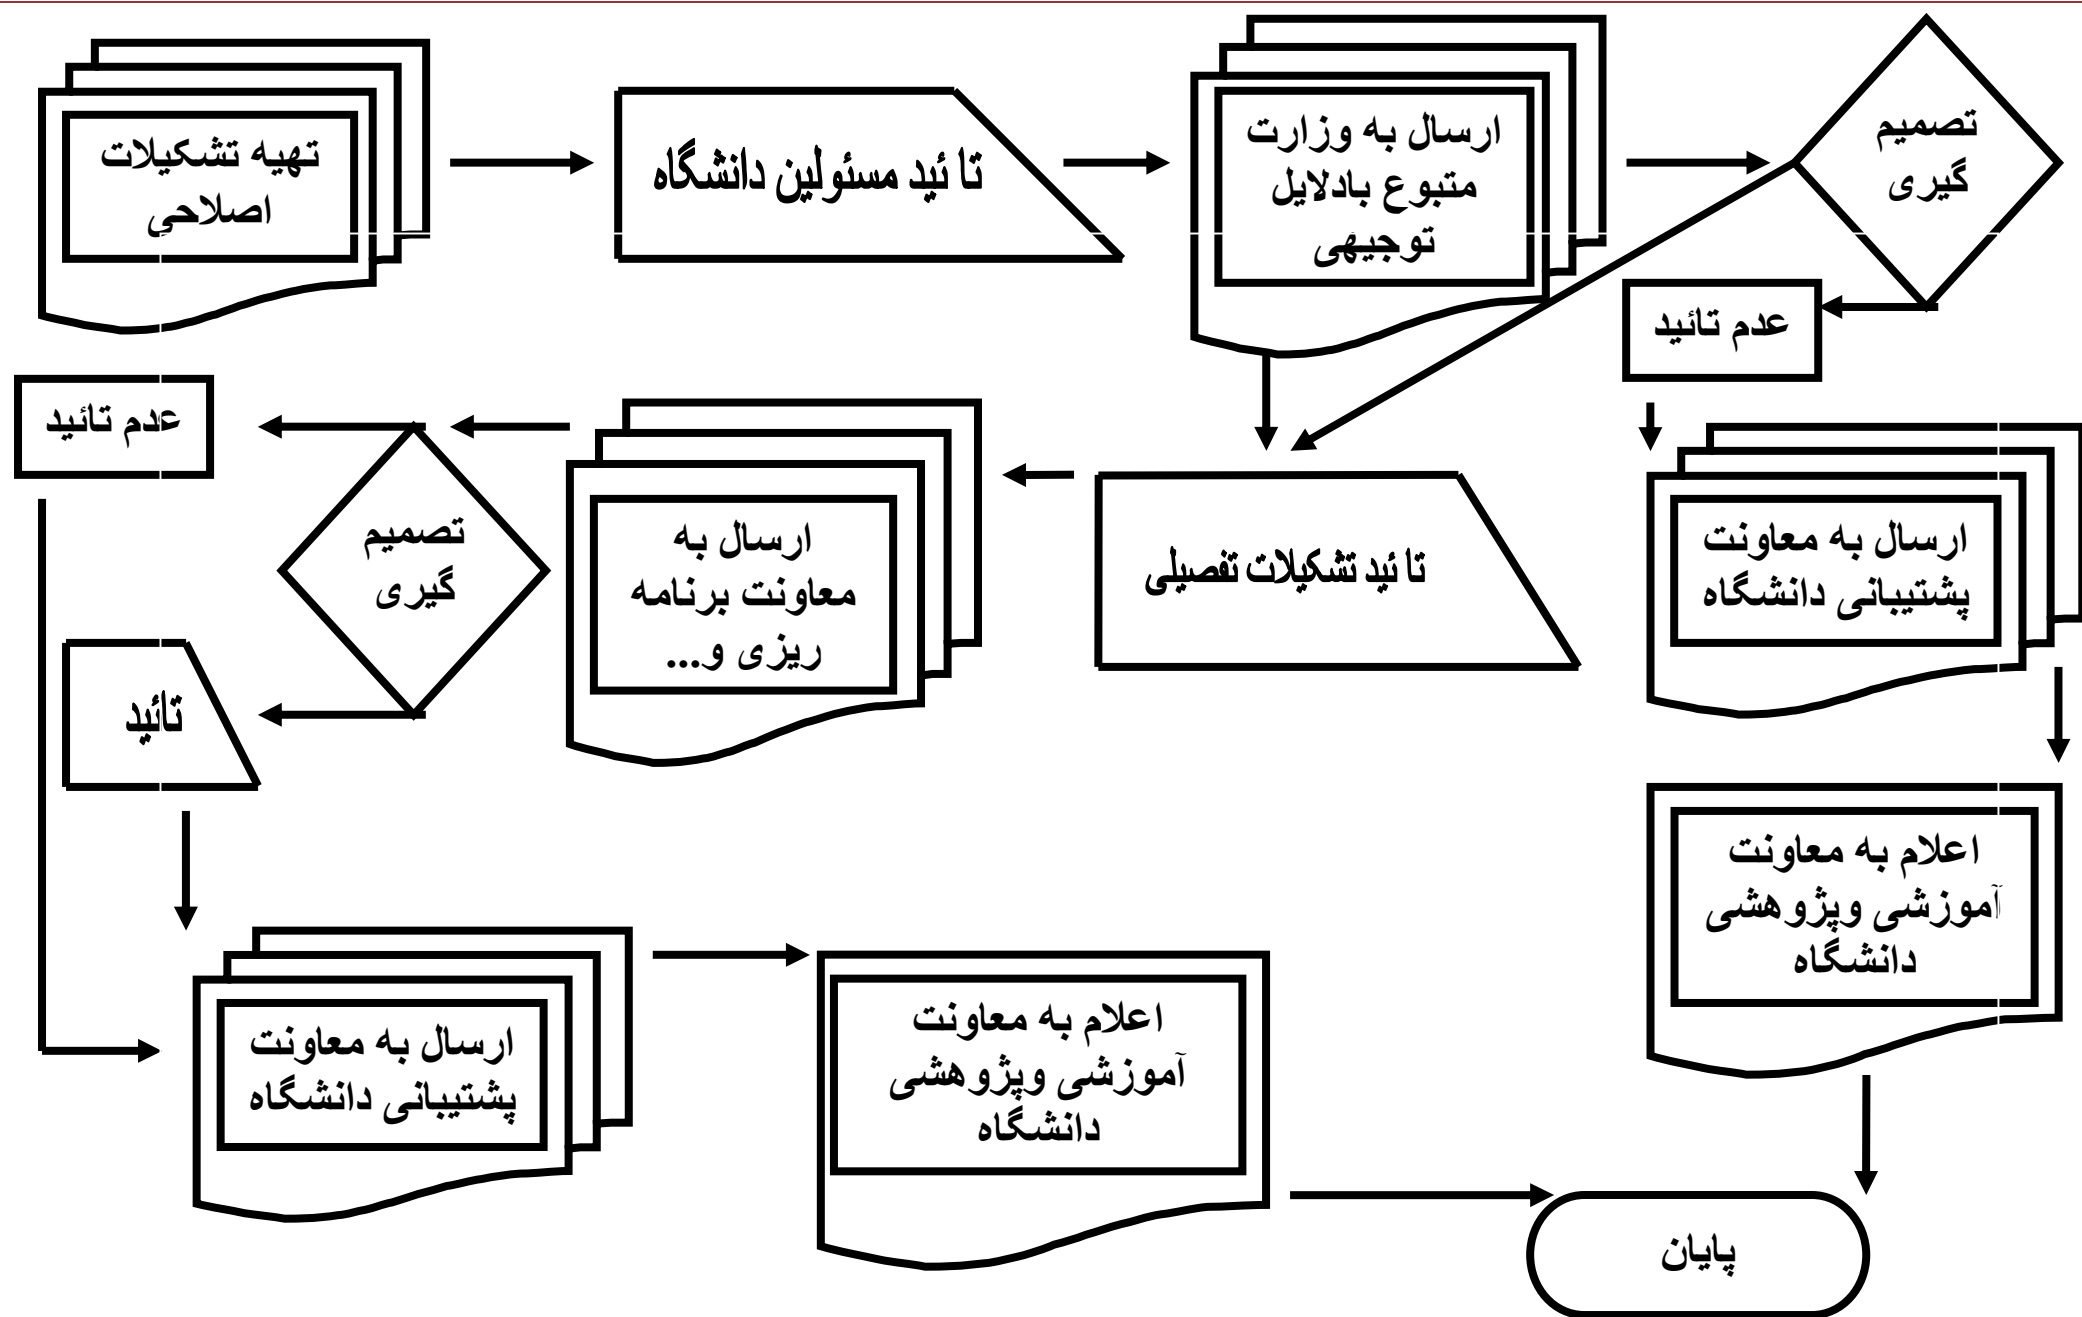 تهیه تشکیلات
اصلاحی
تا ئید مسئولین دانشگاه
ارسال به وزارت
متبوع بادلایل
توجیهی
تصمیم
گیری
عدم تائید
ارسال به معاونت
پشتیبانی دانشگاه
اعلام به معاونت
آموزشی وپژوهشی
دانشگاه
تا ئید تشکیلات تفصیلی
ارسال به
معاونت برنامه
ریزی و...
تصمیم
گیری
عدم تائید
تائید
ارسال به معاونت
پشتیبانی دانشگاه
اعلام به معاونت
آموزشی وپژوهشی
دانشگاه
پایان